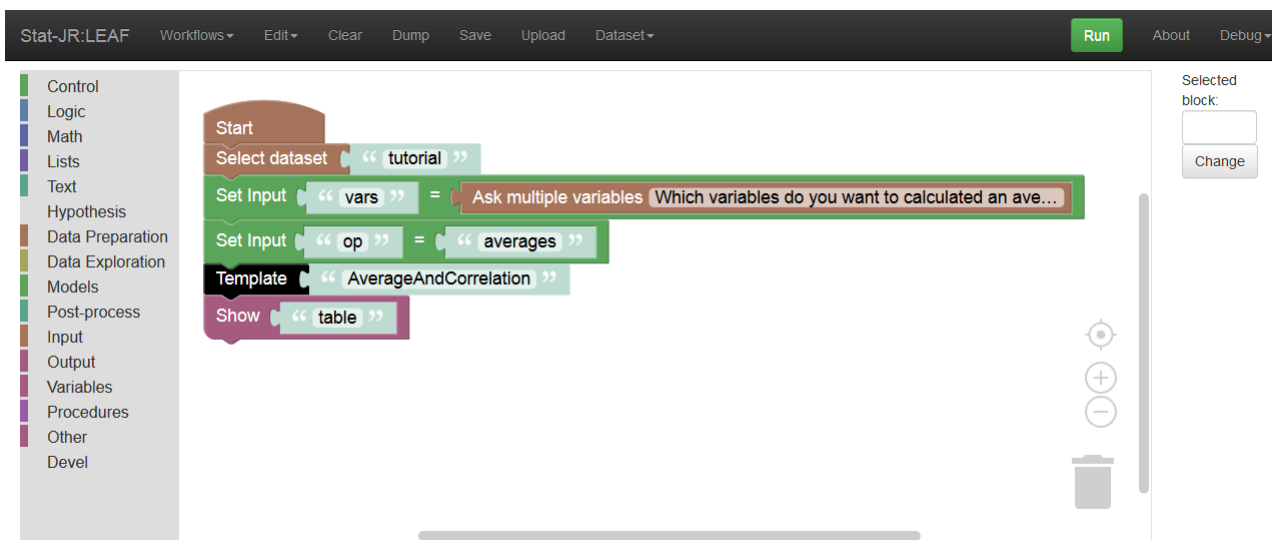 Stat-JR:LEAF Workflows Edit Clear Dump Save Upload Dataset Run About Debug
Control
Logic
Math
Lists
Text
Hypothesis
Data Preparation
Data Exploration
Models
Post-process
Input
Output
Variables
Procedures
Other
Devel
Start
Select dataset “ tutorial ”
Set Input “ vars ” = Ask multiple variables Which variables do you want to calculated an ave...
Set Input “ op ” = “ averages ”
Template “ AverageAndCorrelation ”
Show “ table ”
Selected
block:
Change